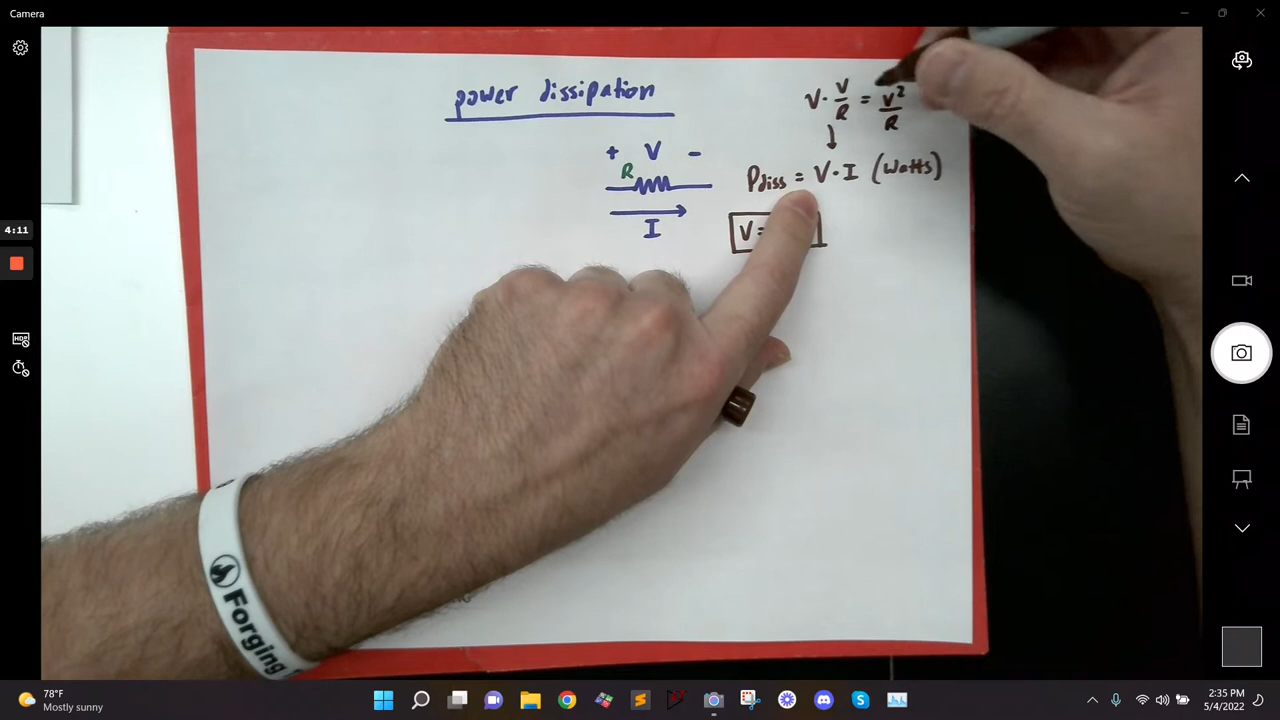 Camera
power dissipation
V · V/R = V²/R
+ V -
R
Pdiss = V · I (Watts)
I
V =
4:11
Forging
78°F
Mostly sunny
2:35 PM
5/4/2022